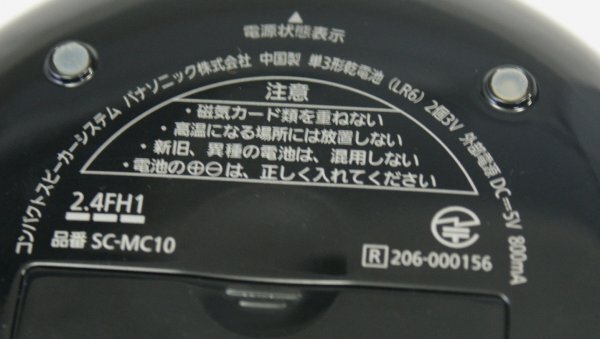 電源状態表示
コンパクトスピーカーシステム パナソニック株式会社 中国製 単3形乾電池 (LR6) 2個3V 外部電源 DC⎓5V 800mA
注意
・磁気カード類を重ねない
・高温になる場所には放置しない
・新旧、異種の電池は、混用しない
・電池の⊕⊖は、正しく入れてください
2.4FH1
品番 SC-MC10
R 206-000156